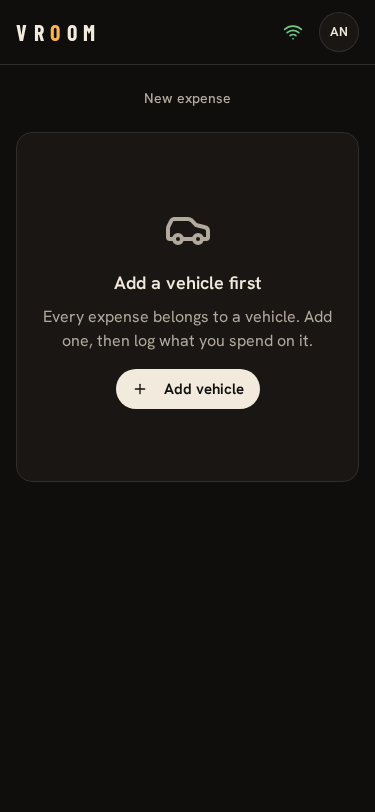 VROOM
AN
New expense
Add a vehicle first
Every expense belongs to a vehicle. Add
one, then log what you spend on it.
+ Add vehicle